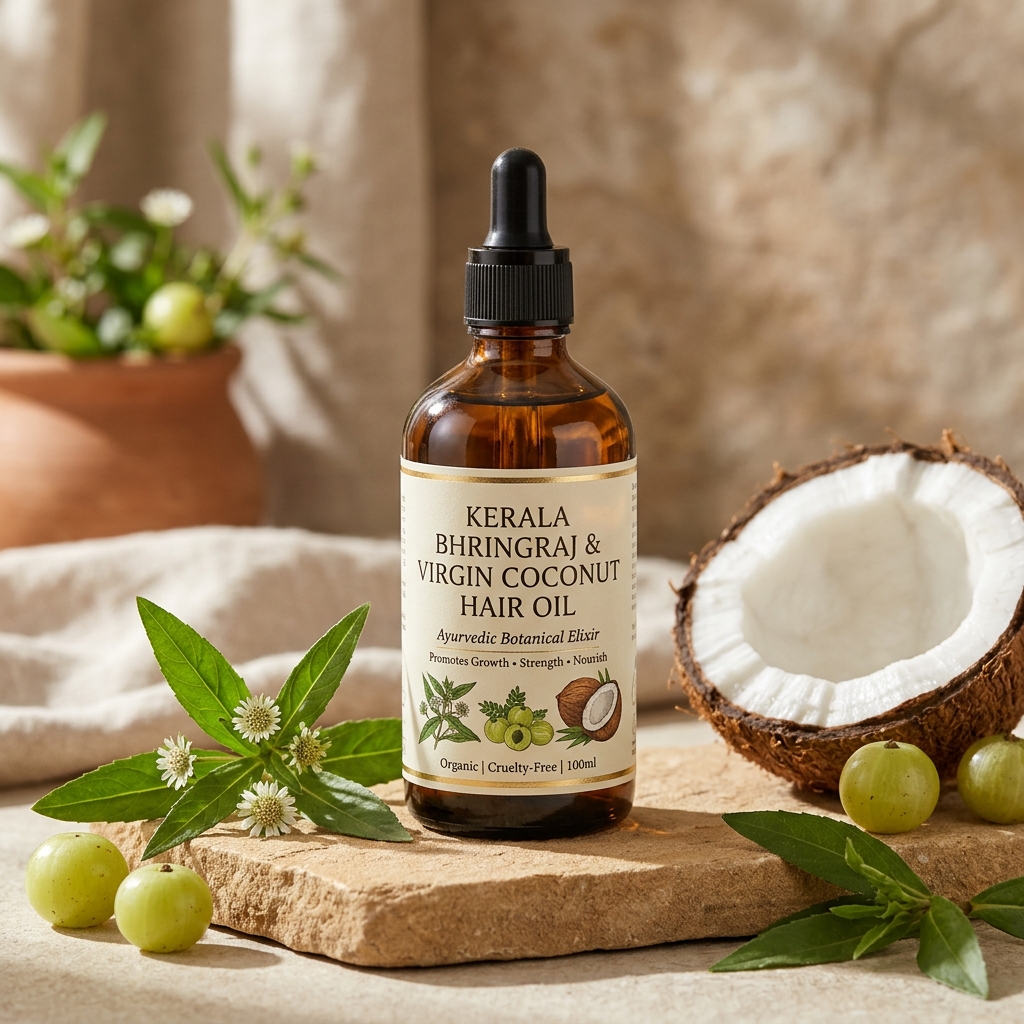 KERALA
BHRINGRAJ &
VIRGIN COCONUT
HAIR OIL
Ayurvedic Botanical Elixir
Promotes Growth • Strength • Nourish
Organic | Cruelty-Free | 100ml